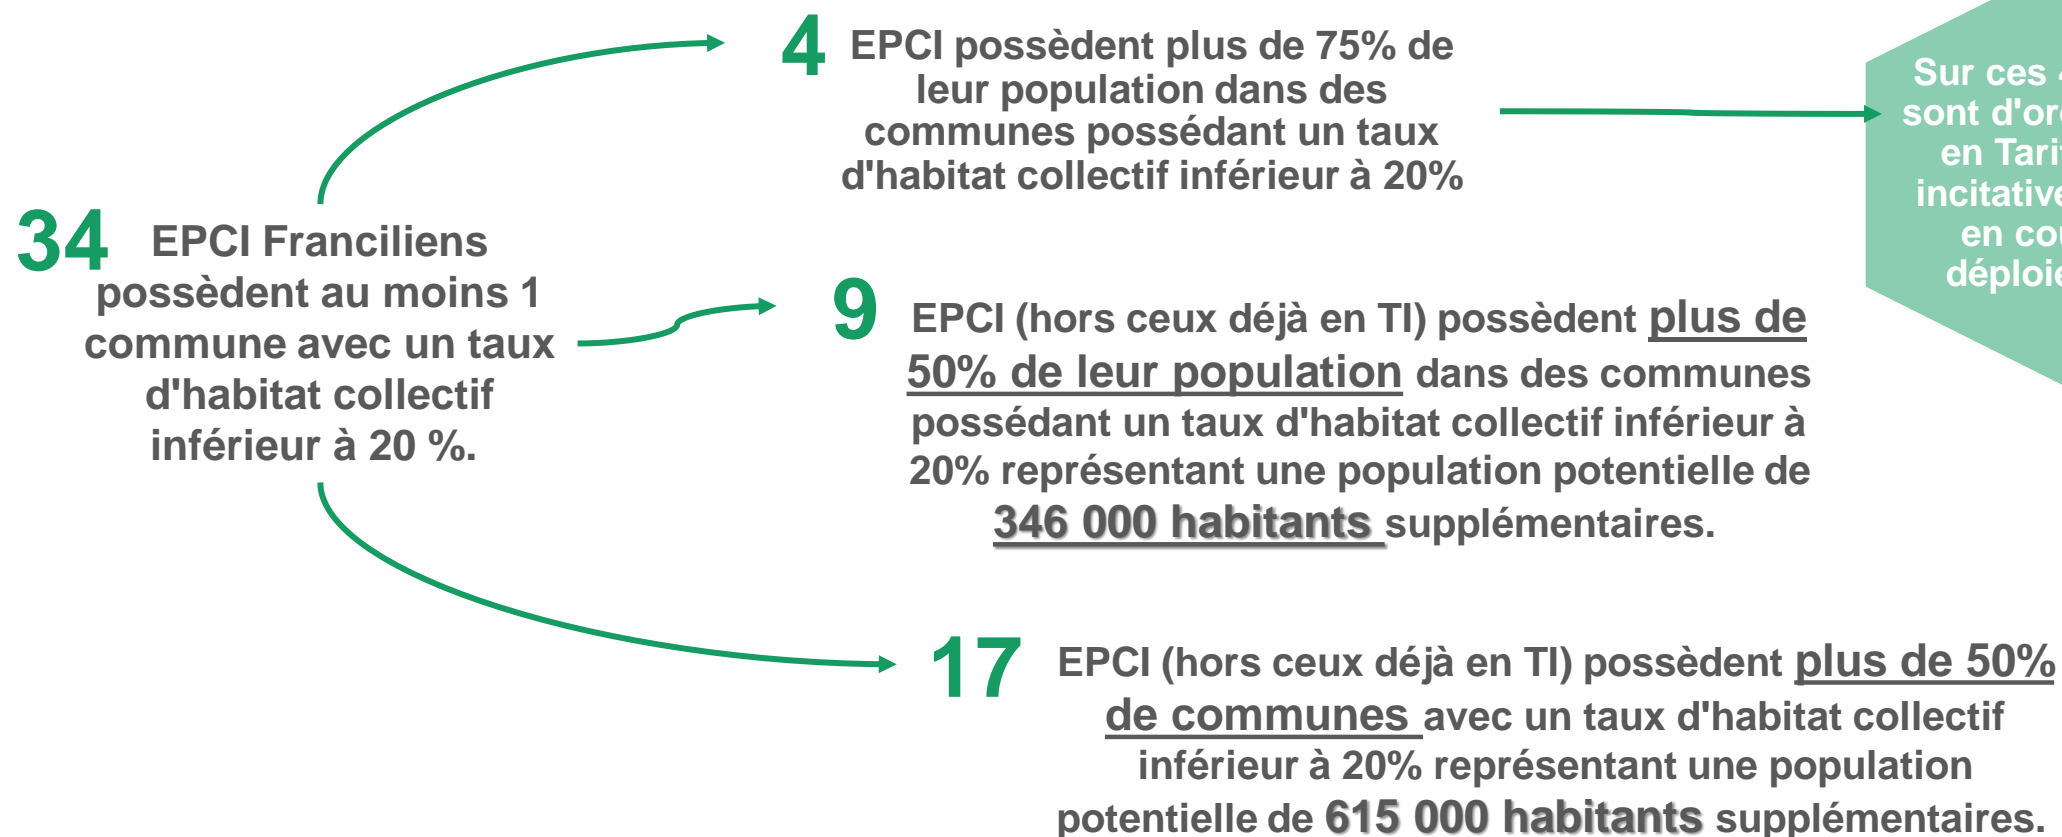 34 EPCI Franciliens
possèdent au moins 1
commune avec un taux
d'habitat collectif
inférieur à 20 %.
4 EPCI possèdent plus de 75% de
leur population dans des
communes possédant un taux
d'habitat collectif inférieur à 20%
Sur ces
sont
en
en
9 EPCI (hors ceux déjà en TI) possèdent plus de
50% de leur population dans des communes
possédant un taux d'habitat collectif inférieur à
20% représentant une population potentielle de
346 000 habitants supplémentaires.
17 EPCI (hors ceux déjà en TI) possèdent plus de 50%
de communes avec un taux d'habitat collectif
inférieur à 20% représentant une population
potentielle de 615 000 habitants supplémentaires.